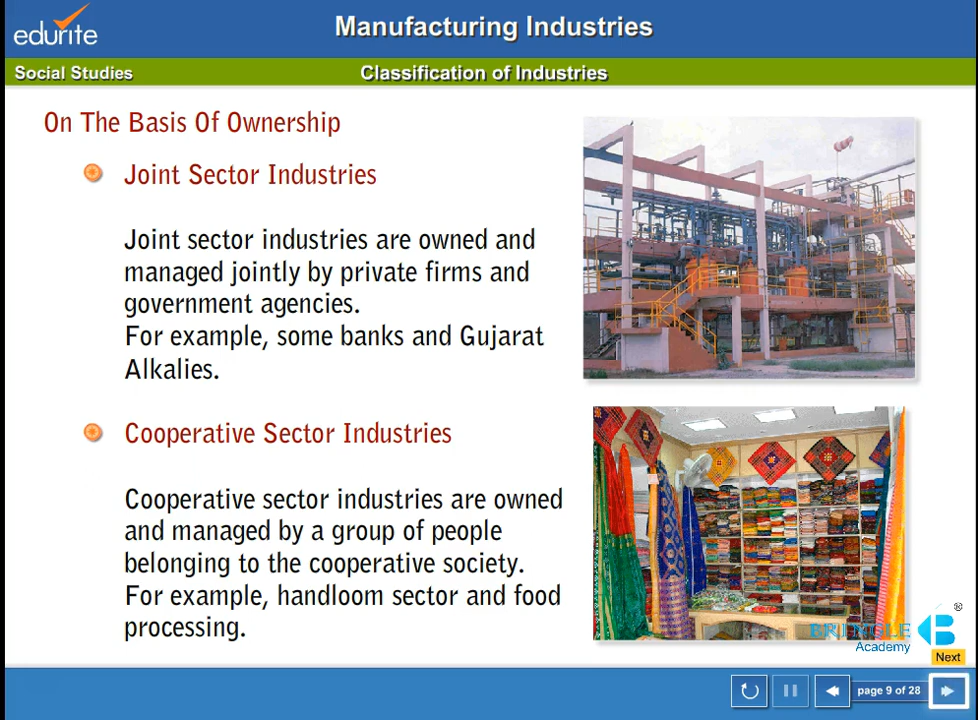 edurite
Manufacturing Industries
Social Studies
Classification of Industries
On The Basis Of Ownership
Joint Sector Industries
Joint sector industries are owned and
managed jointly by private firms and
government agencies.
For example, some banks and Gujarat
Alkalies.
Cooperative Sector Industries
Cooperative sector industries are owned
and managed by a group of people
belonging to the cooperative society.
For example, handloom sector and food
processing.
BRINGLE
Academy
®
Next
page 9 of 28